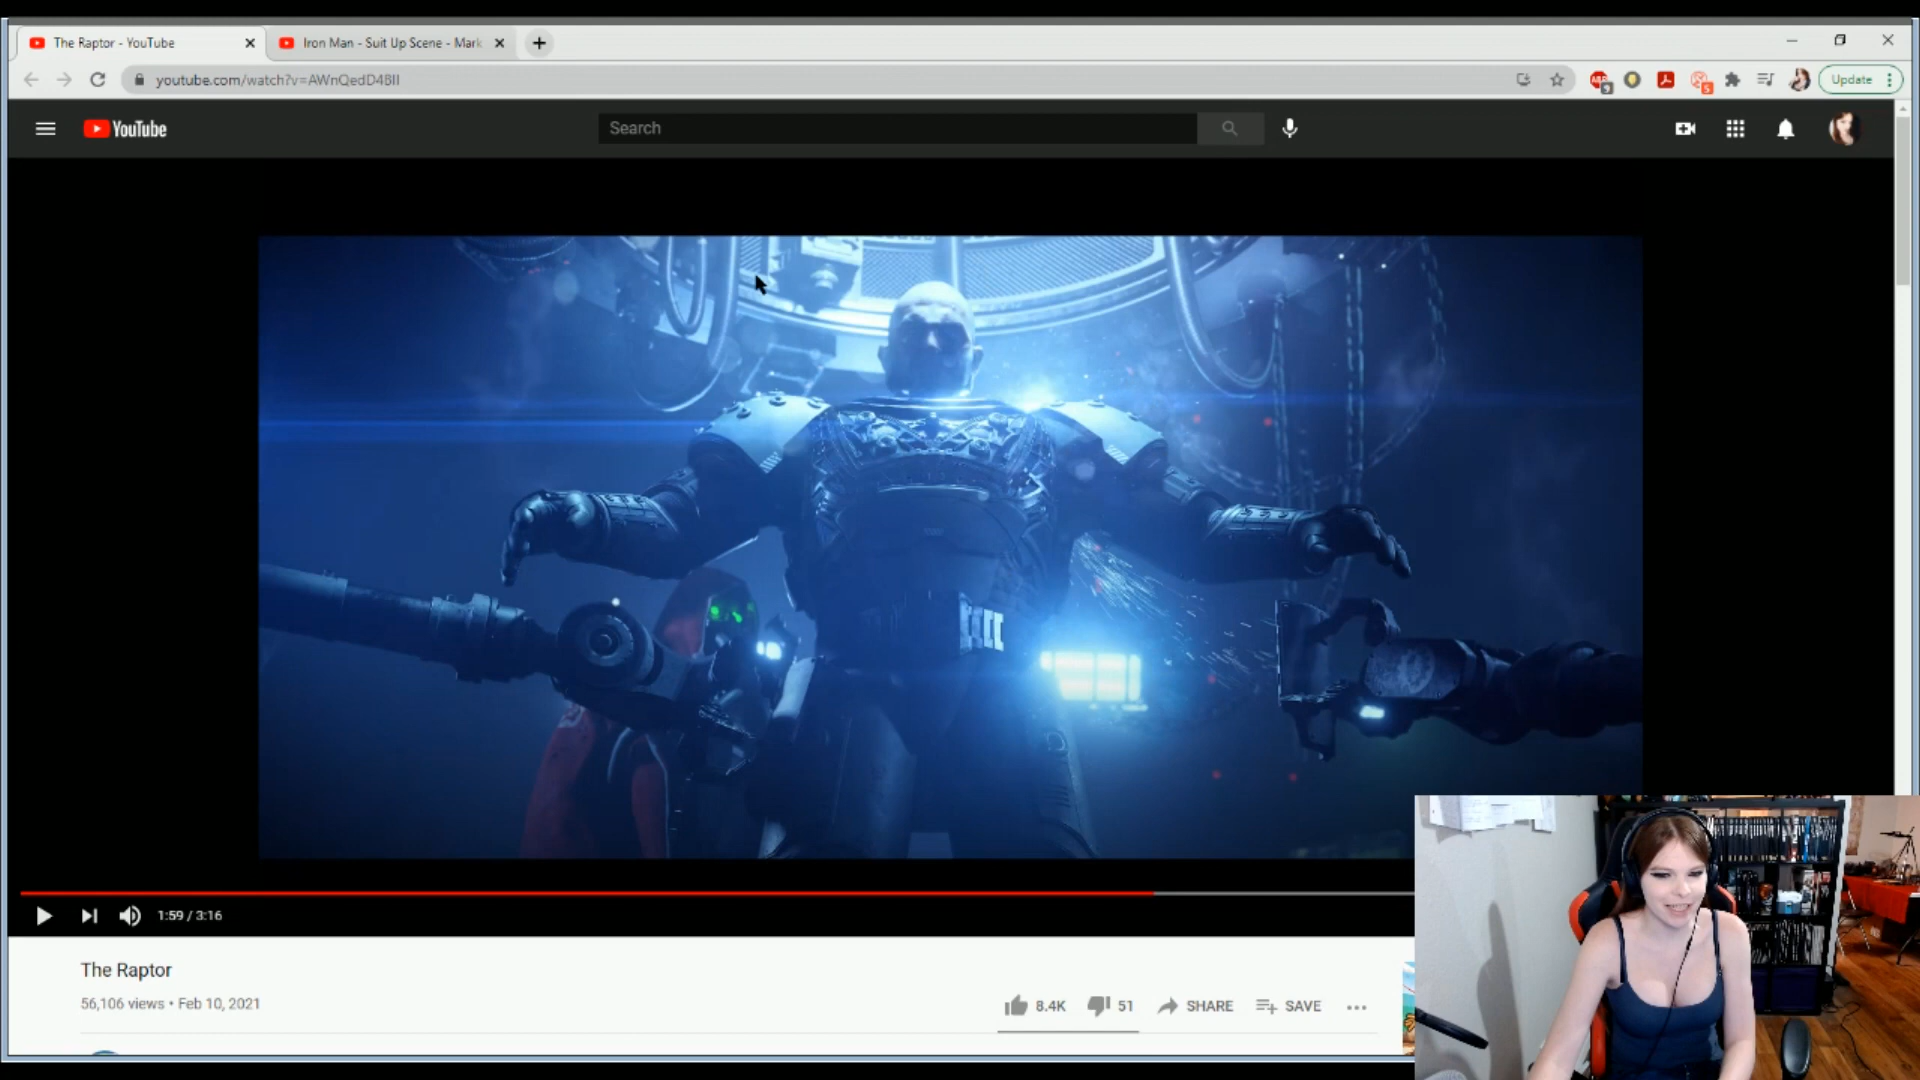 The Raptor - YouTube
Iron Man - Suit Up Scene - Mark
youtube.com/watch?v=AWnQedD4BII
Update
YouTube
Search
1:59 / 3:16
The Raptor
56,106 views • Feb 10, 2021
8.4K
51
SHARE
SAVE